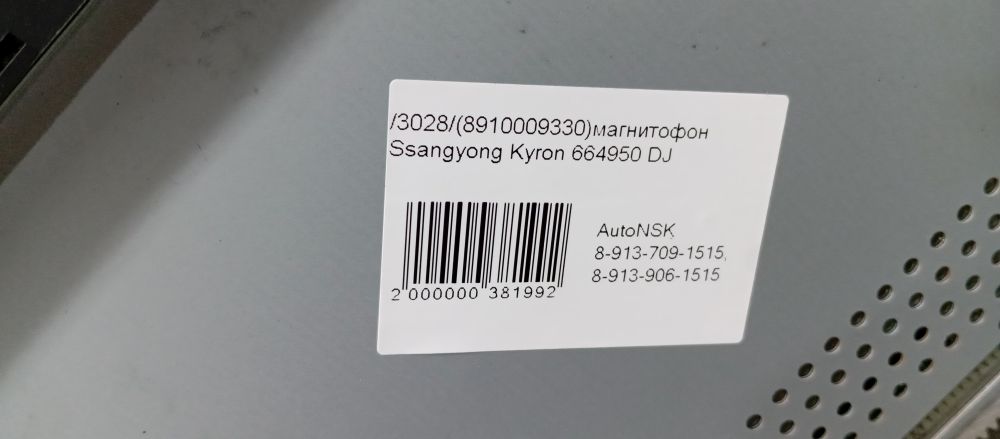 /3028/(8910009330)магнитофон
Ssangyong Kyron 664950 DJ
AutoNSK
8-913-709-1515,
8-913-906-1515
2 000000 381992